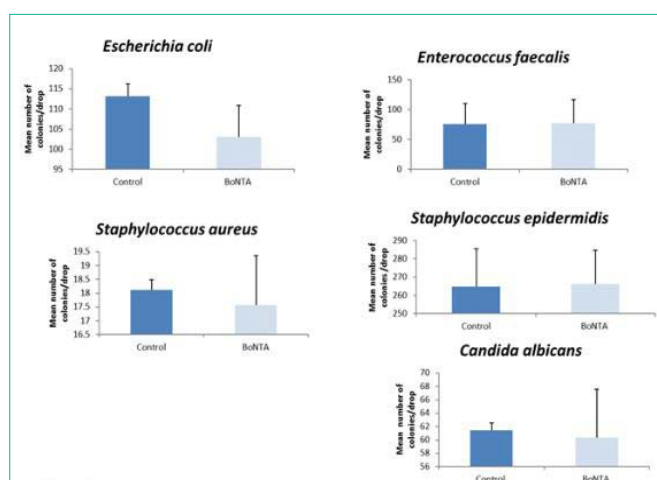 Escherichia coli
Mean number of
colonies/drop
120
115
110
105
100
95
Control
BoNTA
Enterococcus faecalis
Mean number of
colonies/drop
150
100
50
0
Control
BoNTA
Staphylococcus aureus
Mean number of
colonies/drop
19.5
19
18.5
18
17.5
17
16.5
Control
BoNTA
Staphylococcus epidermidis
Mean number of
colonies /drop
290
280
270
260
250
Control
BoNTA
Candida albicans
Mean number of
colonies/drop
70
68
66
64
62
60
58
56
Control
BoNTA